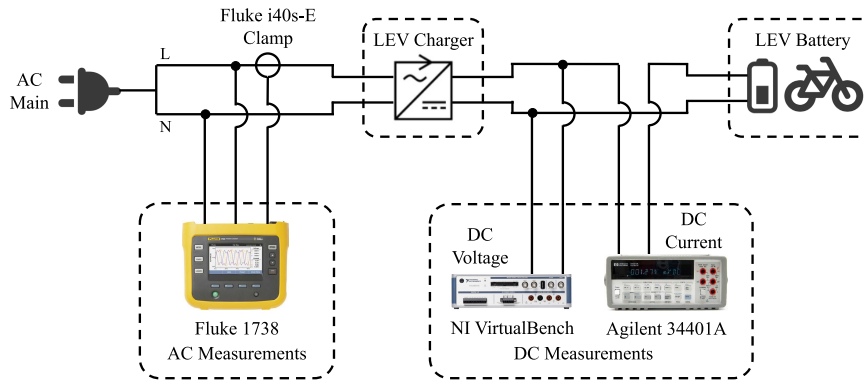 Fluke i40s-E
Clamp
LEV Charger
LEV Battery
AC
Main
L
N
DC
Voltage
DC
Current
Fluke 1738
AC Measurements
NI VirtualBench
Agilent 34401A
DC Measurements